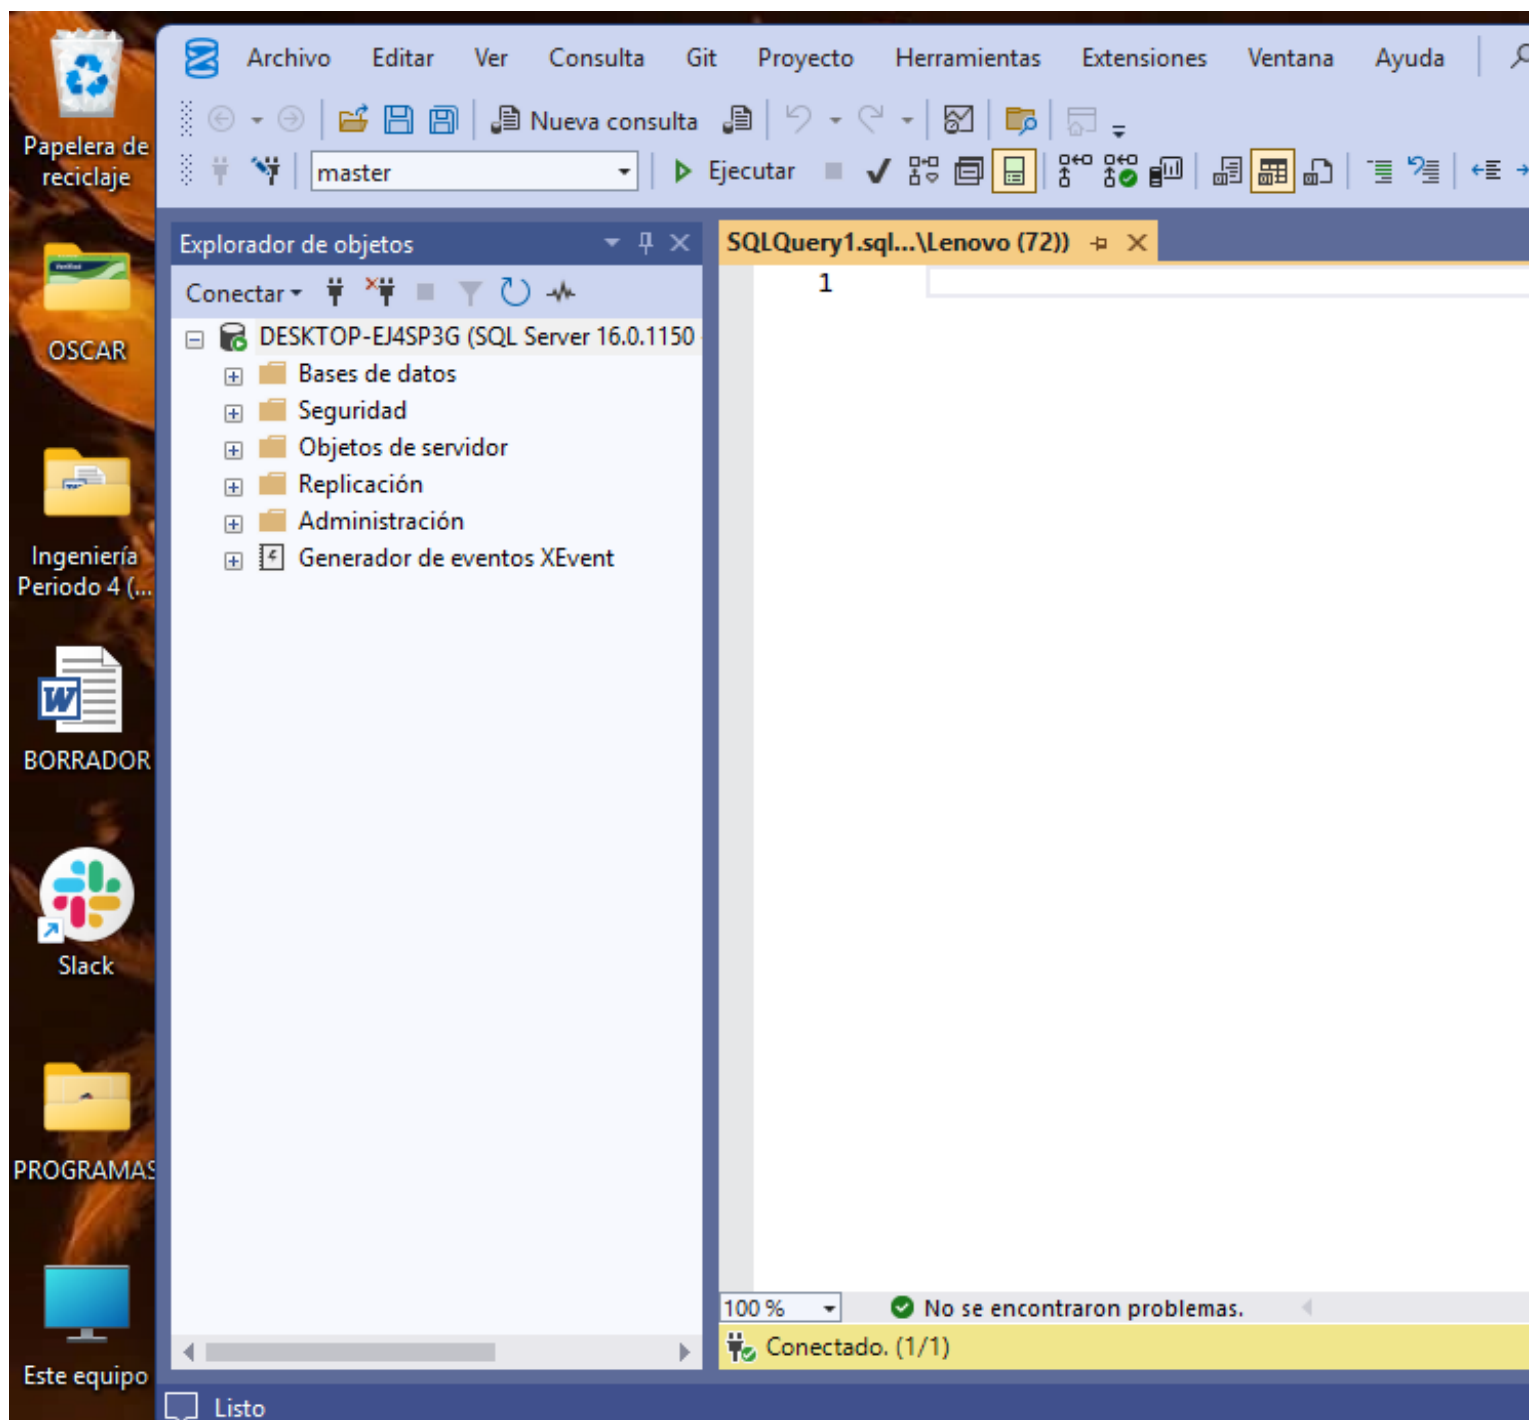 Papelera de
reciclaje
OSCAR
Ingeniería
Periodo 4 (...
BORRADOR
Slack
PROGRAMAS
Este equipo
Archivo Editar Ver Consulta Git Proyecto Herramientas Extensiones Ventana Ayuda
Nueva consulta
master Ejecutar
Explorador de objetos
Conectar
DESKTOP-EJ4SP3G (SQL Server 16.0.1150
Bases de datos
Seguridad
Objetos de servidor
Replicación
Administración
Generador de eventos XEvent
SQLQuery1.sql...\Lenovo (72))
1
100 % No se encontraron problemas.
Conectado. (1/1)
Listo